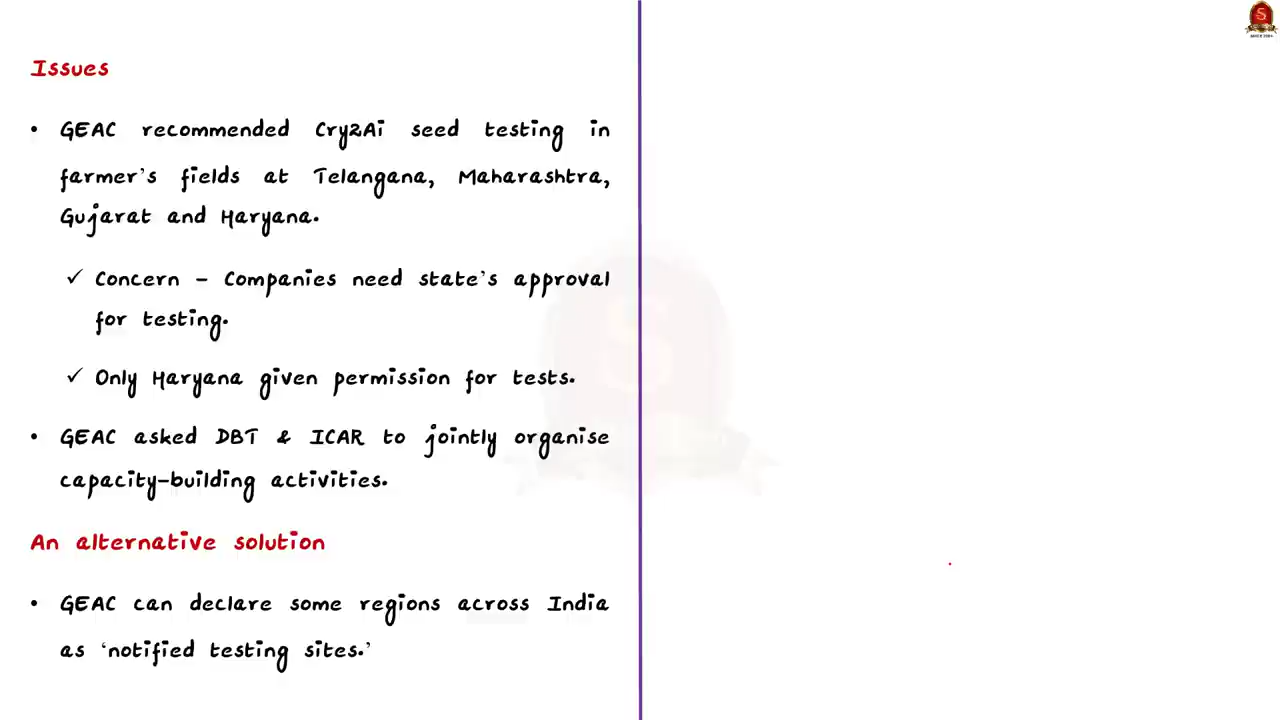 Issues
• GEAC recommended Cry2Ai seed testing in
farmer's fields at Telangana, Maharashtra,
Gujarat and Haryana.
✓ Concern – Companies need state's approval
for testing.
✓ Only Haryana given permission for tests.
• GEAC asked DBT & ICAR to jointly organise
capacity-building activities.
An alternative solution
• GEAC can declare some regions across India
as ‘notified testing sites.’